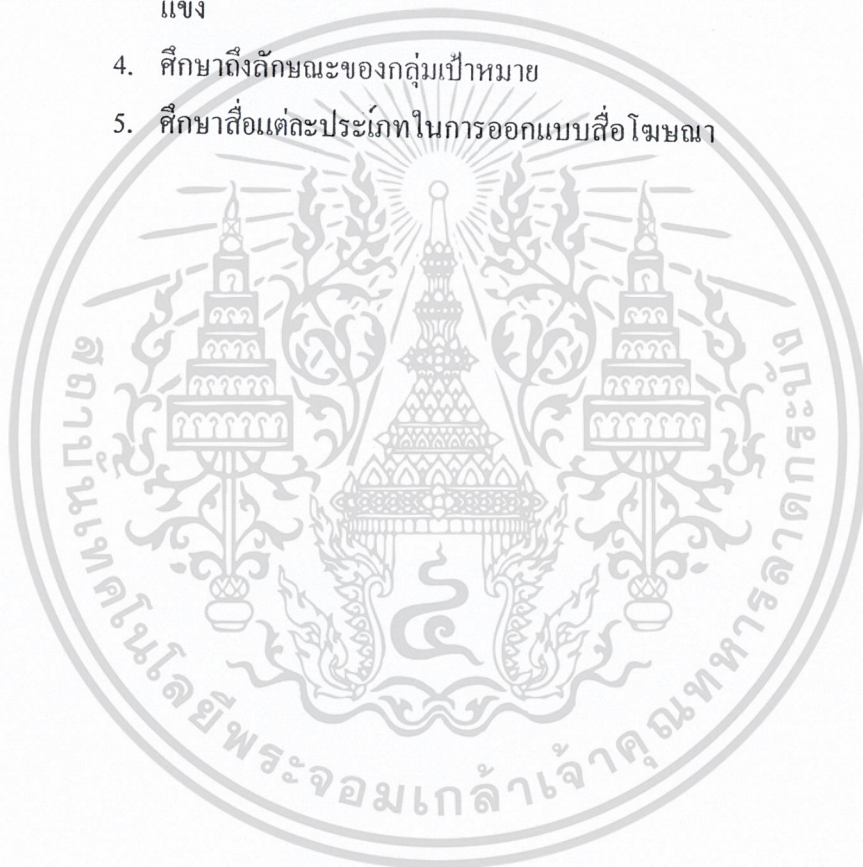 แข่ง
4. ศึกษาถึงลักษณะของกลุ่มเป้าหมาย
5. ศึกษาสื่อแต่ละประเภทในการออกแบบสื่อโฆษณา
สถาบันเทคโนโลยีพระจอมเกล้าเจ้าคุณทหารลาดกระบัง
๔